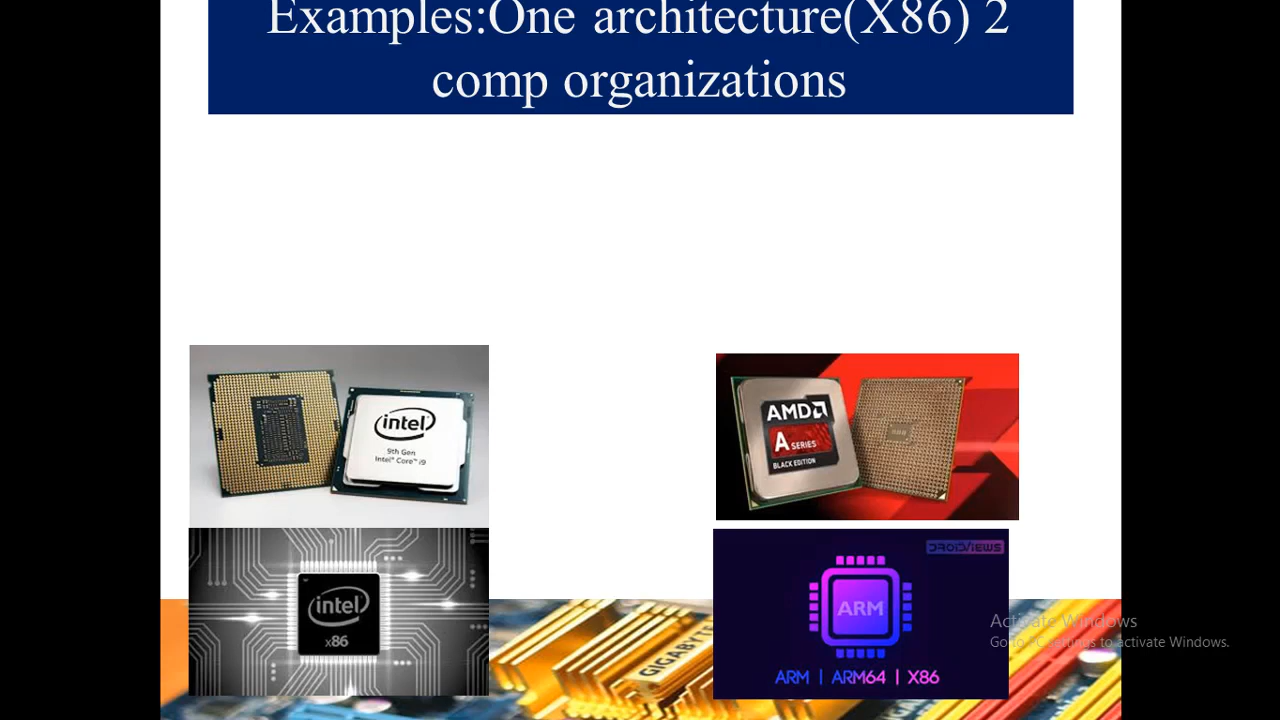 Examples:One architecture(X86) 2
comp organizations
intel
9th Gen
Intel® Core™ i9
AMD
A SERIES
BLACK EDITION
intel
x86
GIGABYTE
DROIDVIEWS
ARM
ARM | ARM64 | X86
Activate Windows
Go to Settings to activate Windows.